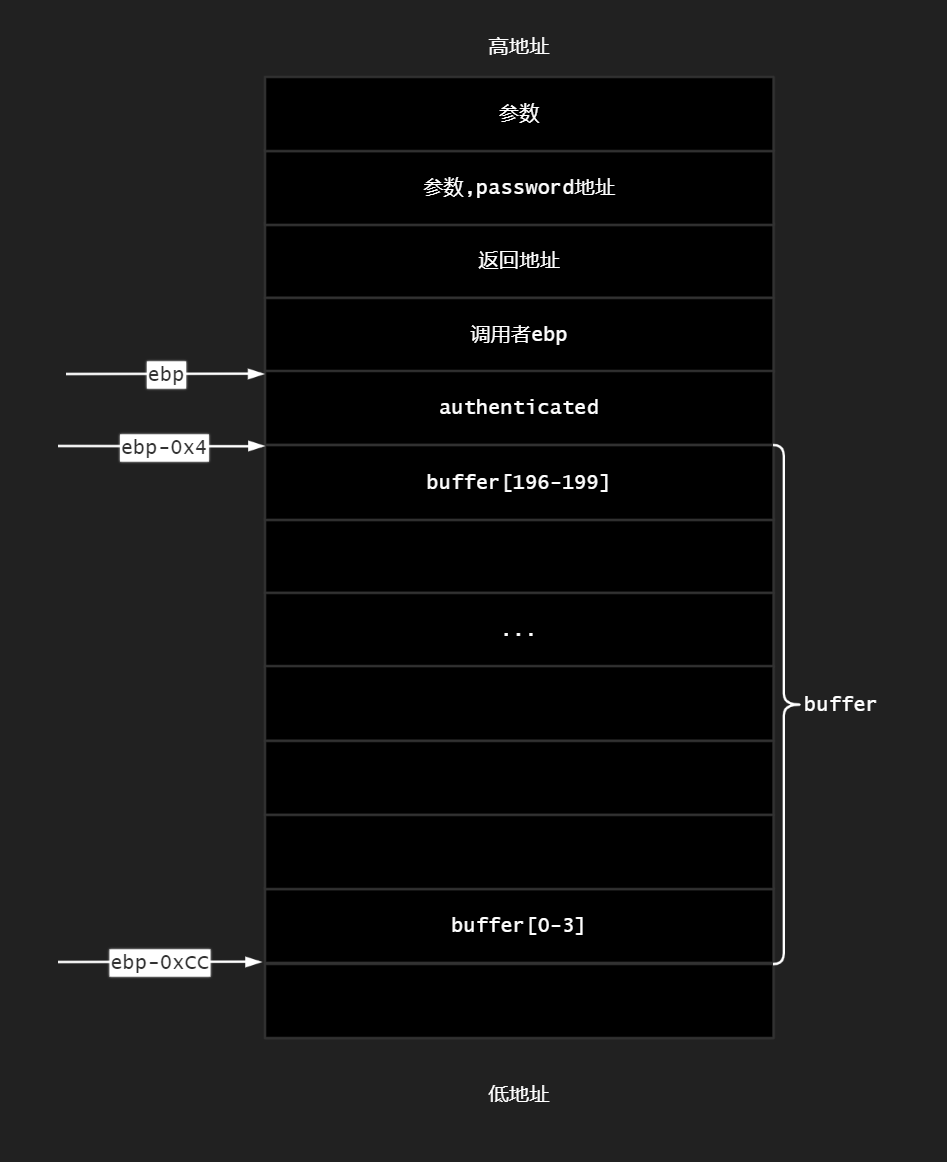 高地址
参数
参数,password地址
返回地址
调用者ebp
ebp
authenticated
ebp-0x4
buffer[196-199]
...
buffer
buffer[0-3]
ebp-0xCC
低地址